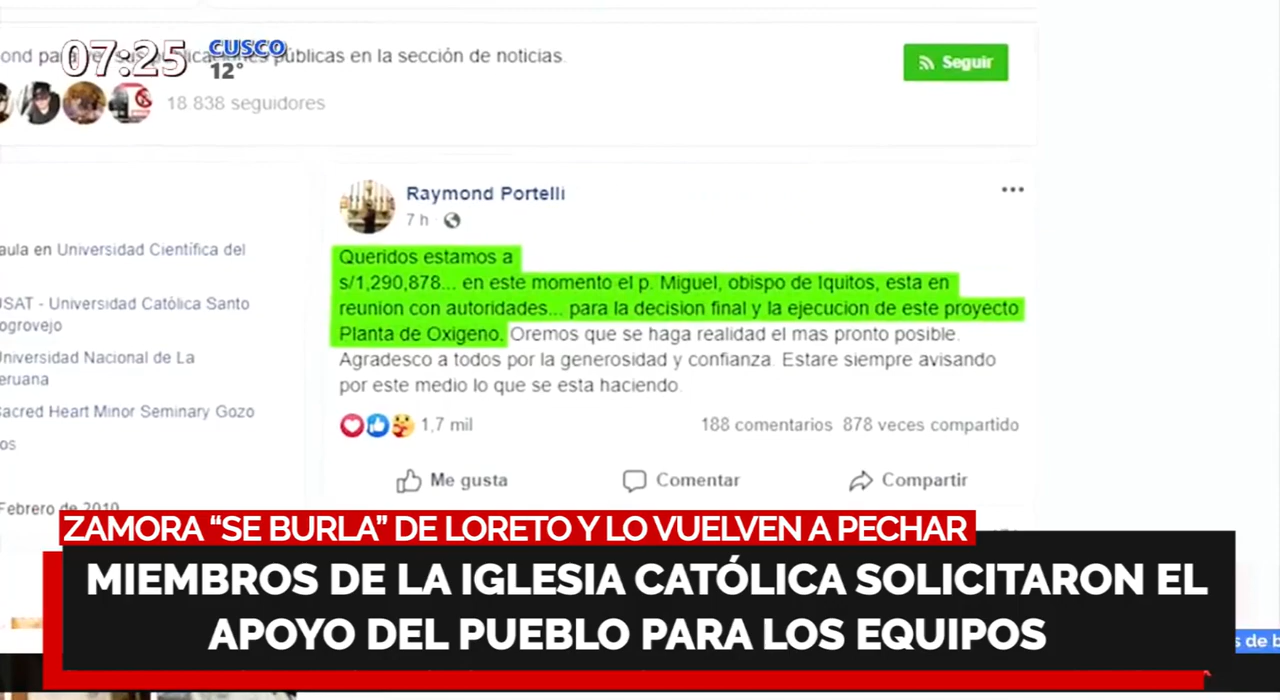 07:25 CUSCO
12°
públicas en la sección de noticias.
Seguir
18 838 seguidores
Raymond Portelli
7 h
aula en Universidad Científica del
USAT - Universidad Católica Santo
Universidad Nacional de La
Sacred Heart Minor Seminary Gozo
Febrero de 2010
Queridos estamos a
s/1,290,878... en este momento el p. Miguel, obispo de Iquitos, esta en
reunion con autoridades... para la decision final y la ejecucion de este proyecto
Planta de Oxigeno. Oremos que se haga realidad el mas pronto posible.
Agradesco a todos por la generosidad y confianza. Estare siempre avisando
por este medio lo que se esta haciendo.
1,7 mil
188 comentarios 878 veces compartido
Me gusta Comentar Compartir
ZAMORA “SE BURLA” DE LORETO Y LO VUELVEN A PECHAR
MIEMBROS DE LA IGLESIA CATÓLICA SOLICITARON EL
APOYO DEL PUEBLO PARA LOS EQUIPOS